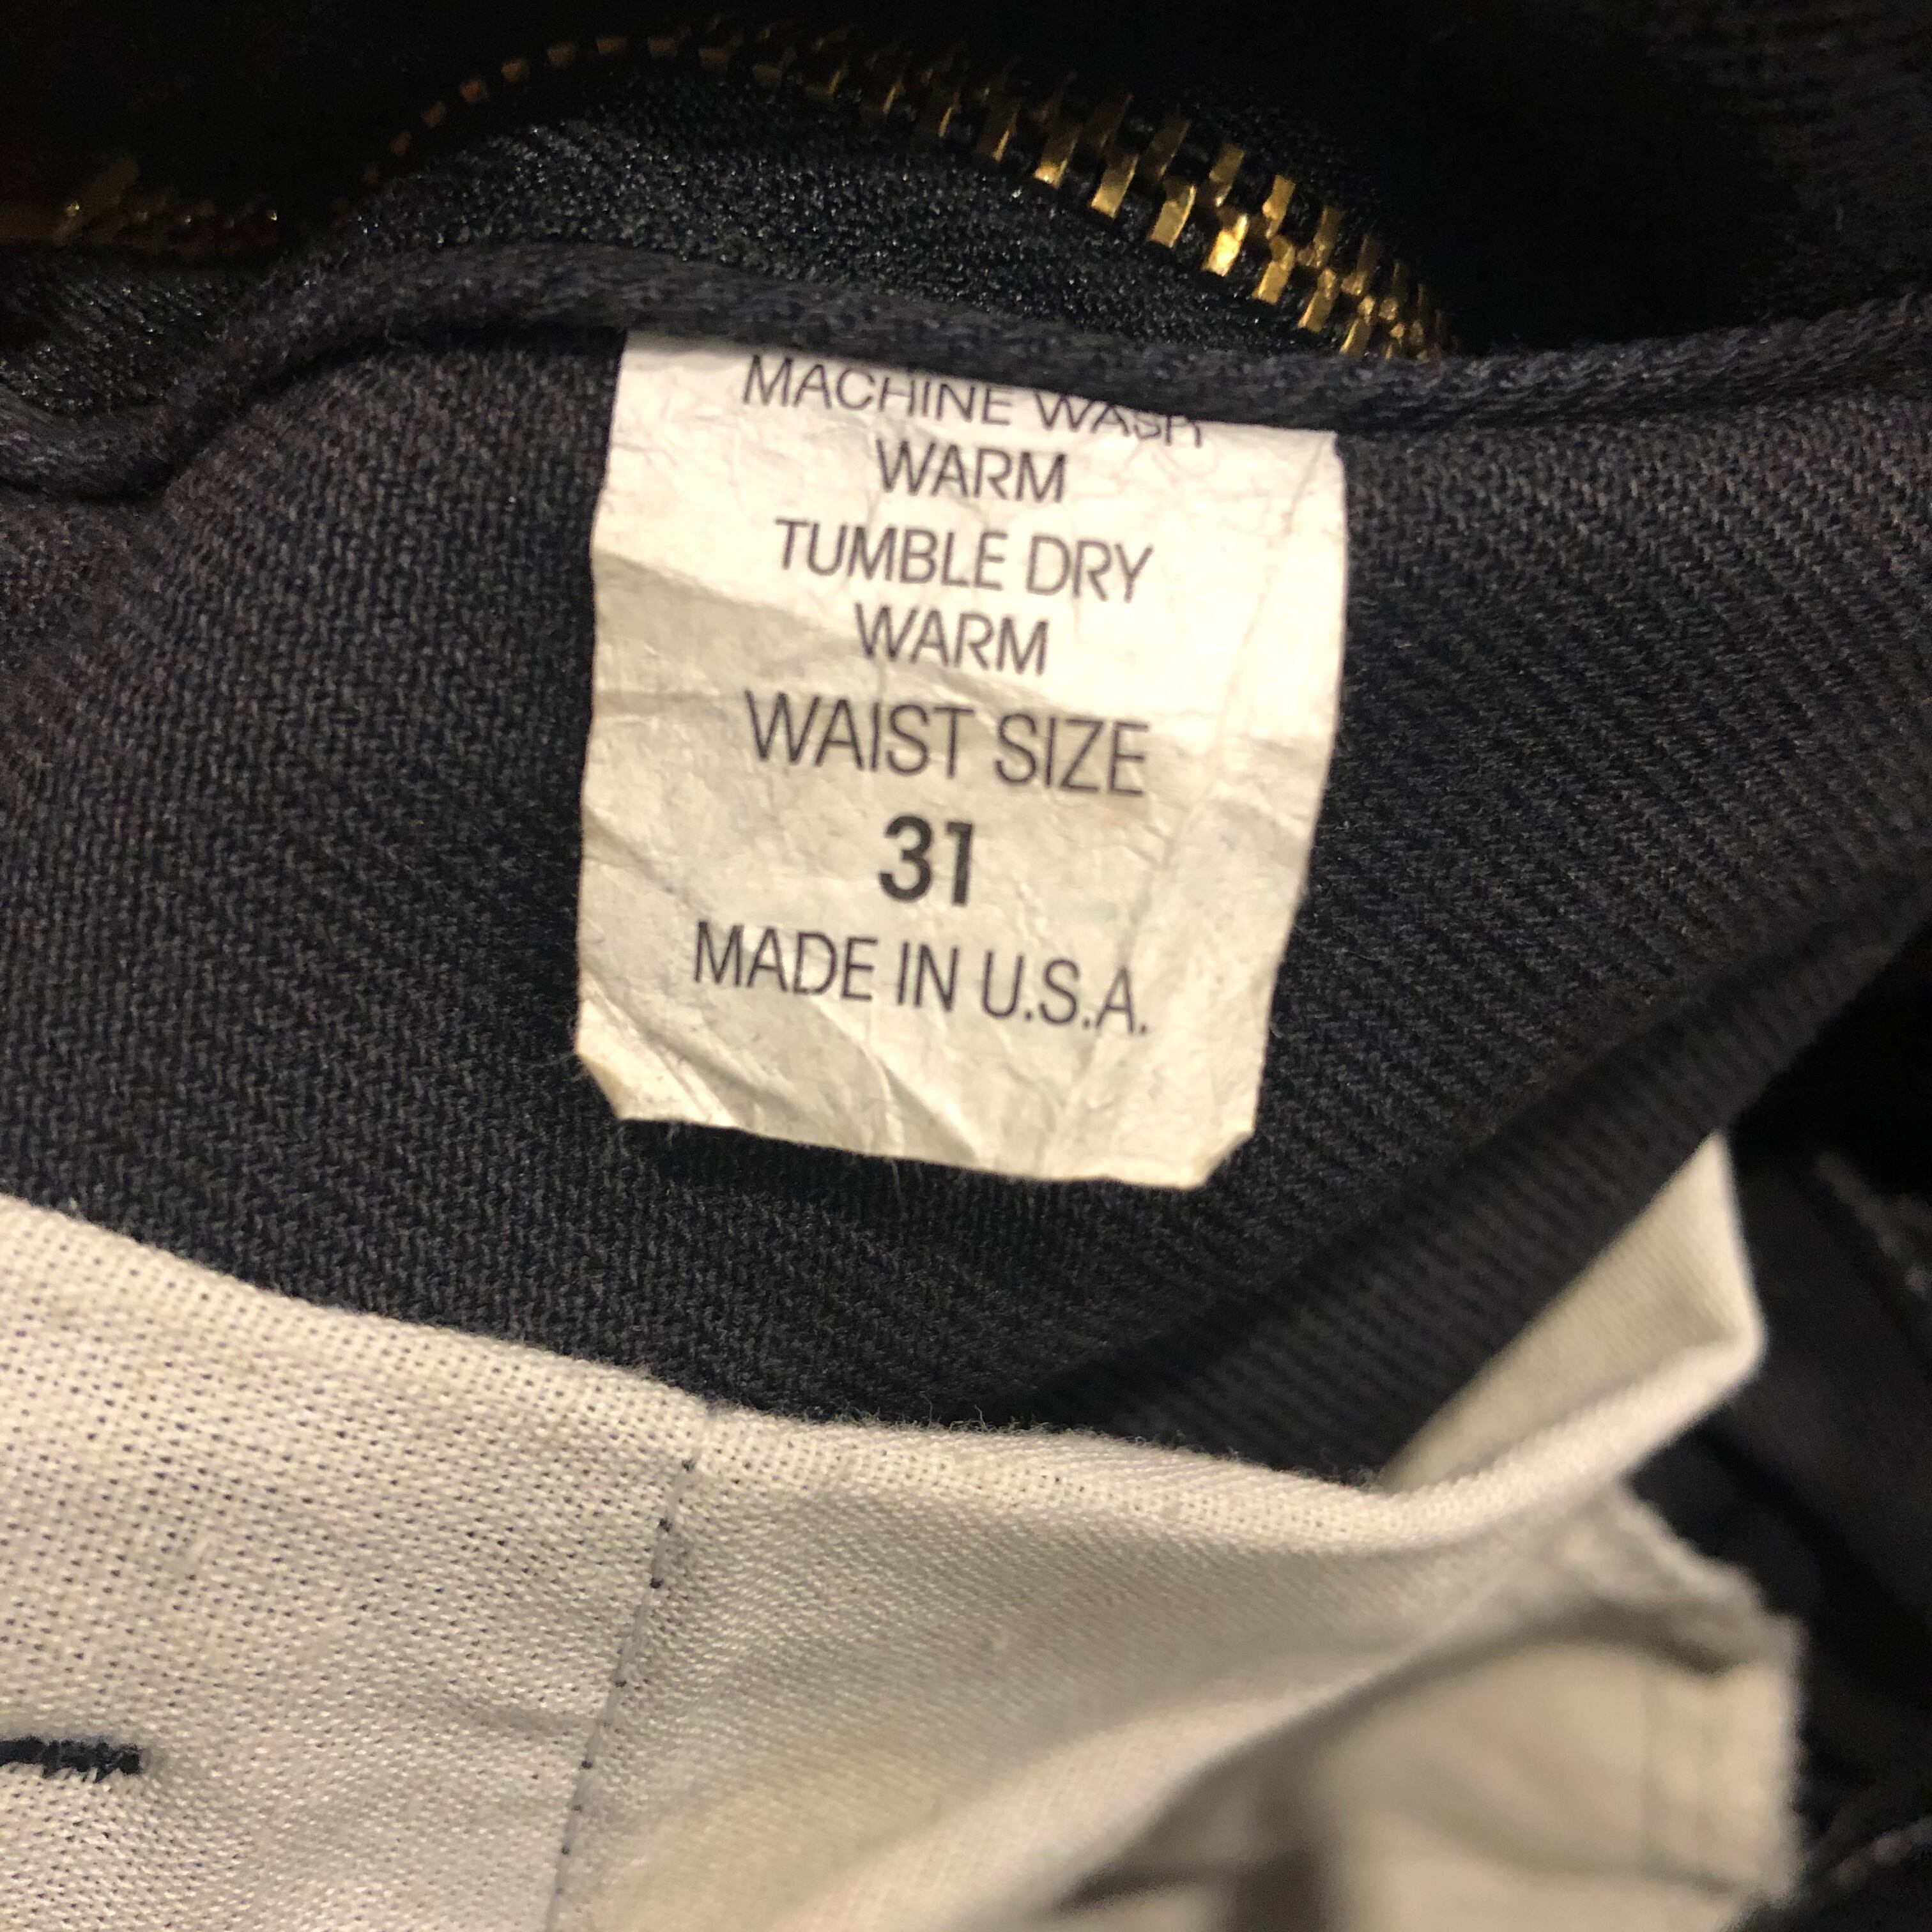 MACHINE WASH
WARM
TUMBLE DRY
WARM
WAIST SIZE
31
MADE IN U.S.A.